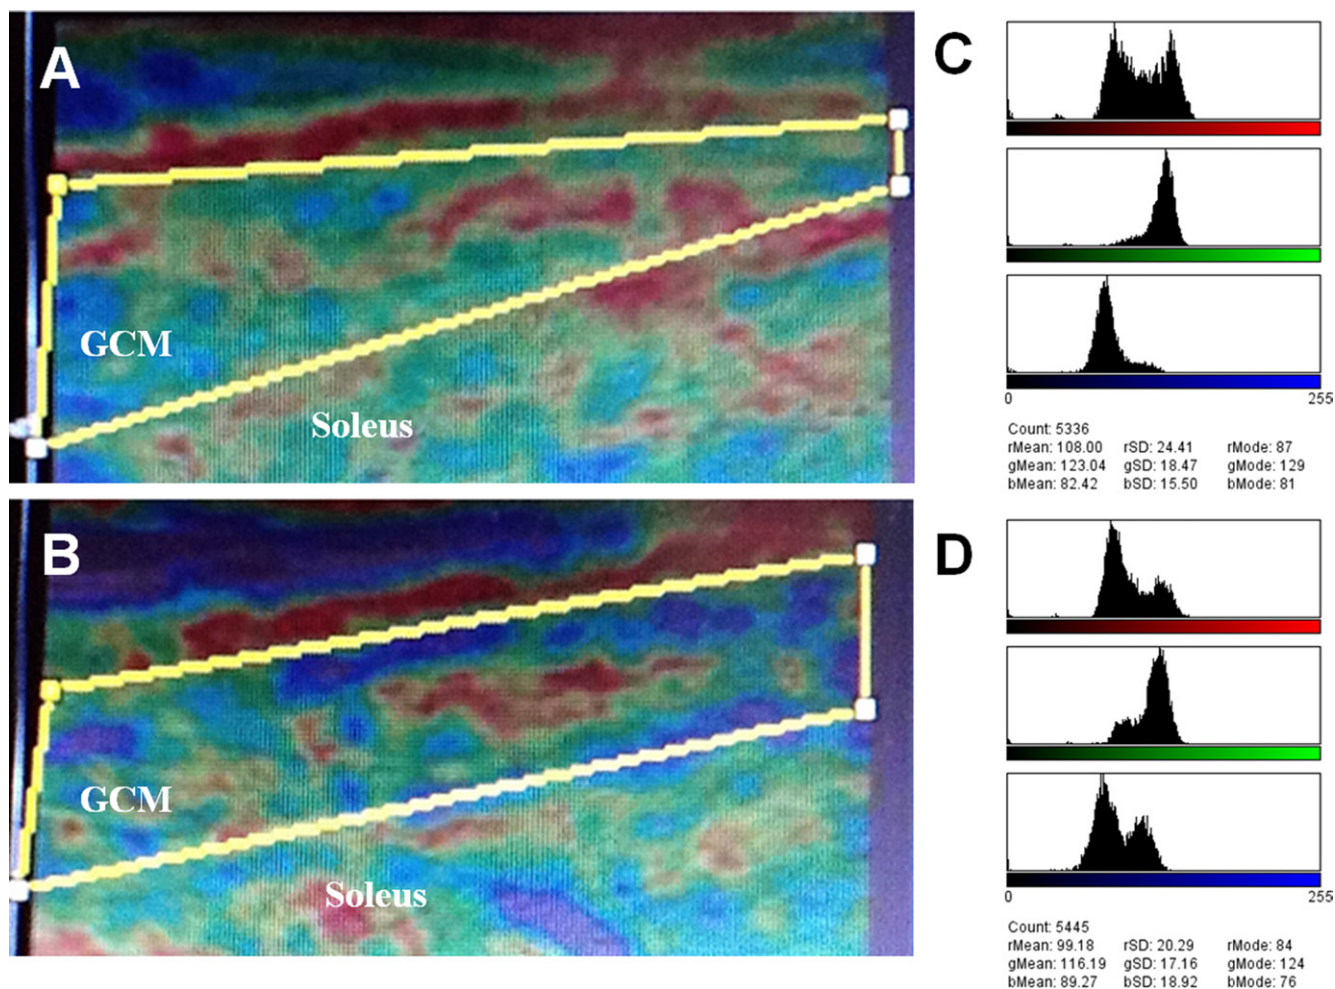 A
GCM
Soleus
B
GCM
Soleus
C
0 255
Count: 5336
rMean: 108.00 rSD: 24.41 rMode: 87
gMean: 123.04 gSD: 18.47 gMode: 129
bMean: 82.42 bSD: 15.50 bMode: 81
D
0 255
Count: 5445
rMean: 99.18 rSD: 20.29 rMode: 84
gMean: 116.19 gSD: 17.16 gMode: 124
bMean: 89.27 bSD: 18.92 bMode: 76